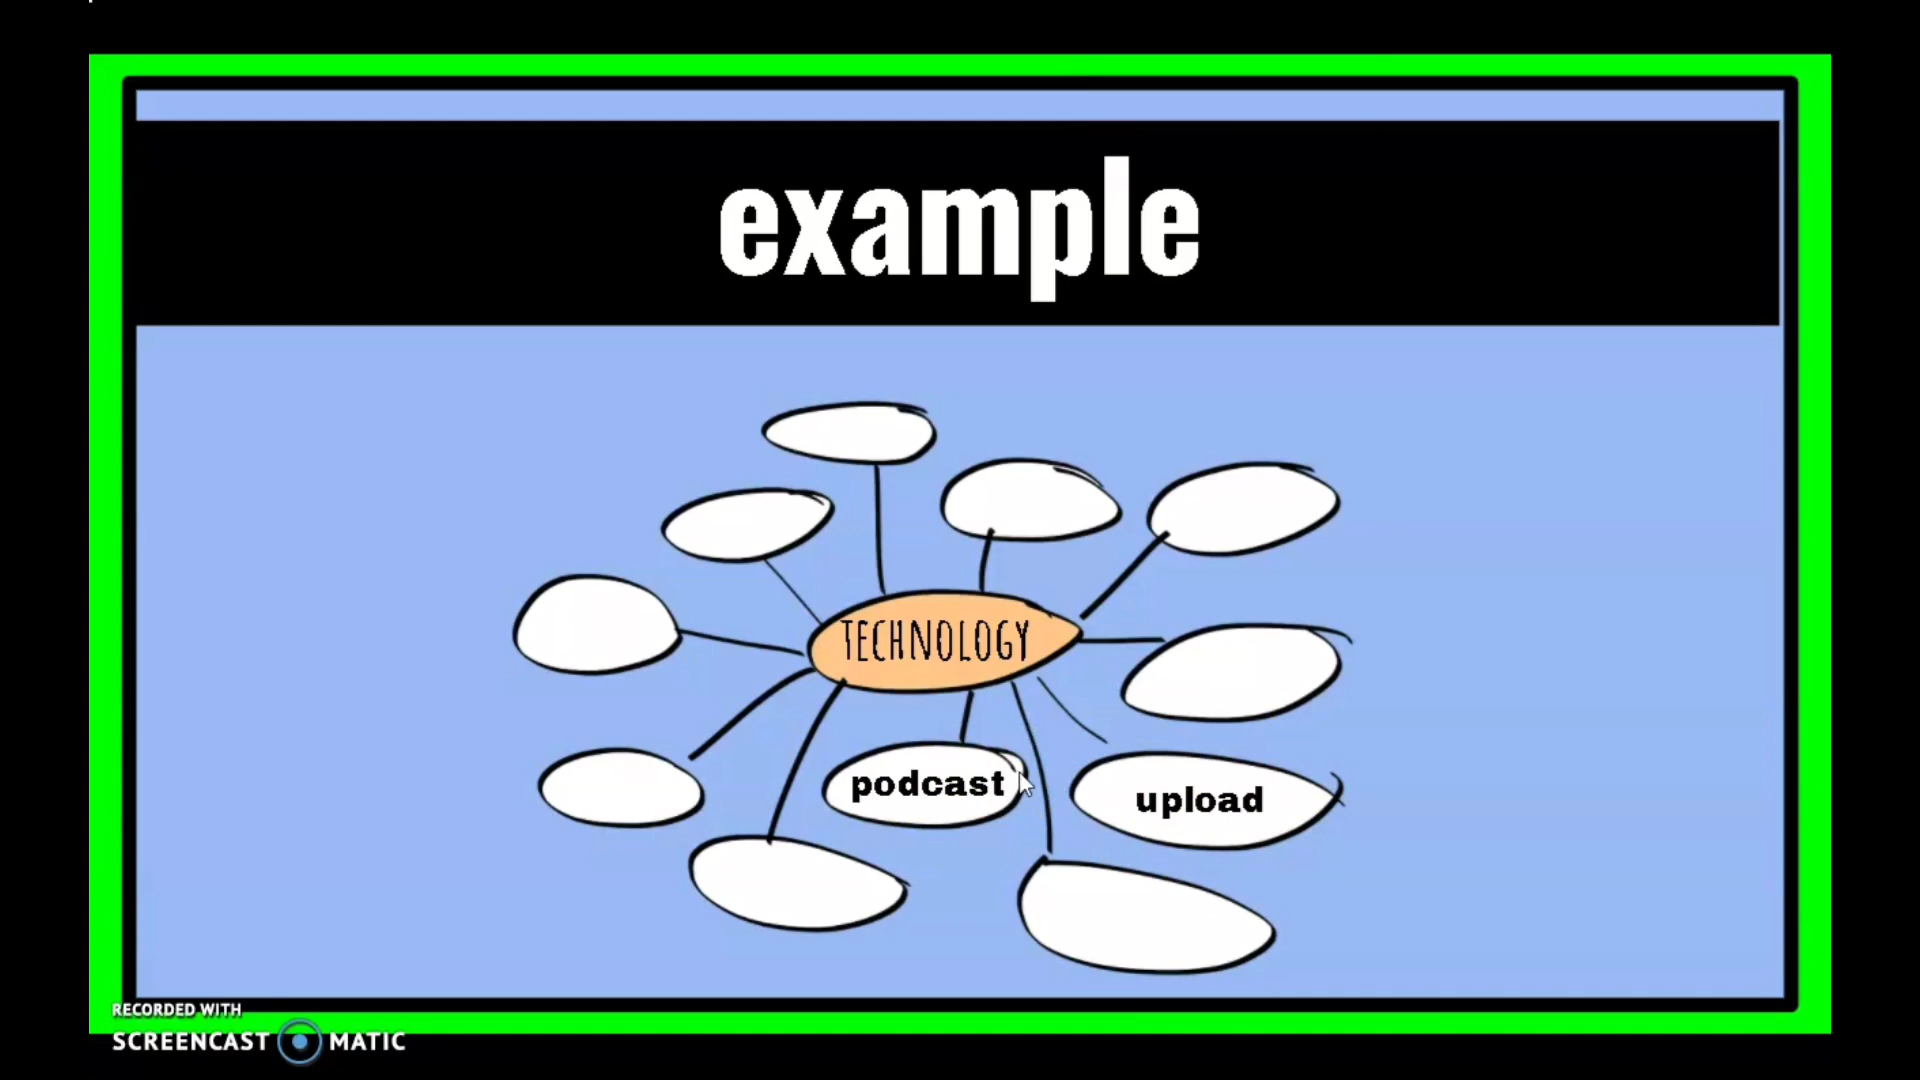 example
TECHNOLOGY
podcast
upload
RECORDED WITH
SCREENCAST MATIC